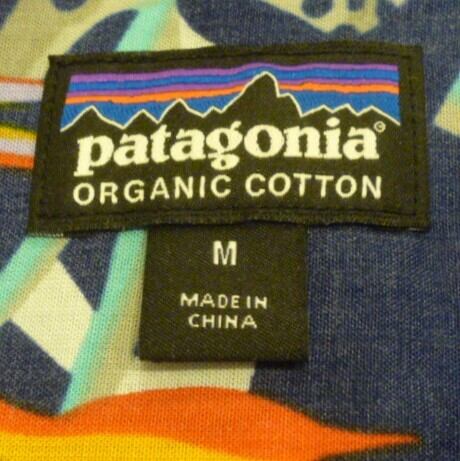 patagonia®
ORGANIC COTTON
M
MADE IN
CHINA